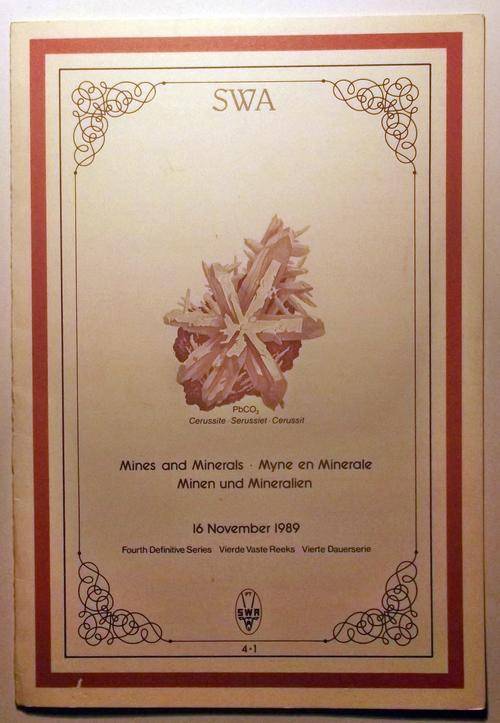 SWA
PbCO₃
Cerussite · Serussiet · Cerussit
Mines and Minerals · Myne en Minerale
Minen und Mineralien
16 November 1989
Fourth Definitive Series Vierde Vaste Reeks Vierte Dauerserie
PT
SWA
4·1